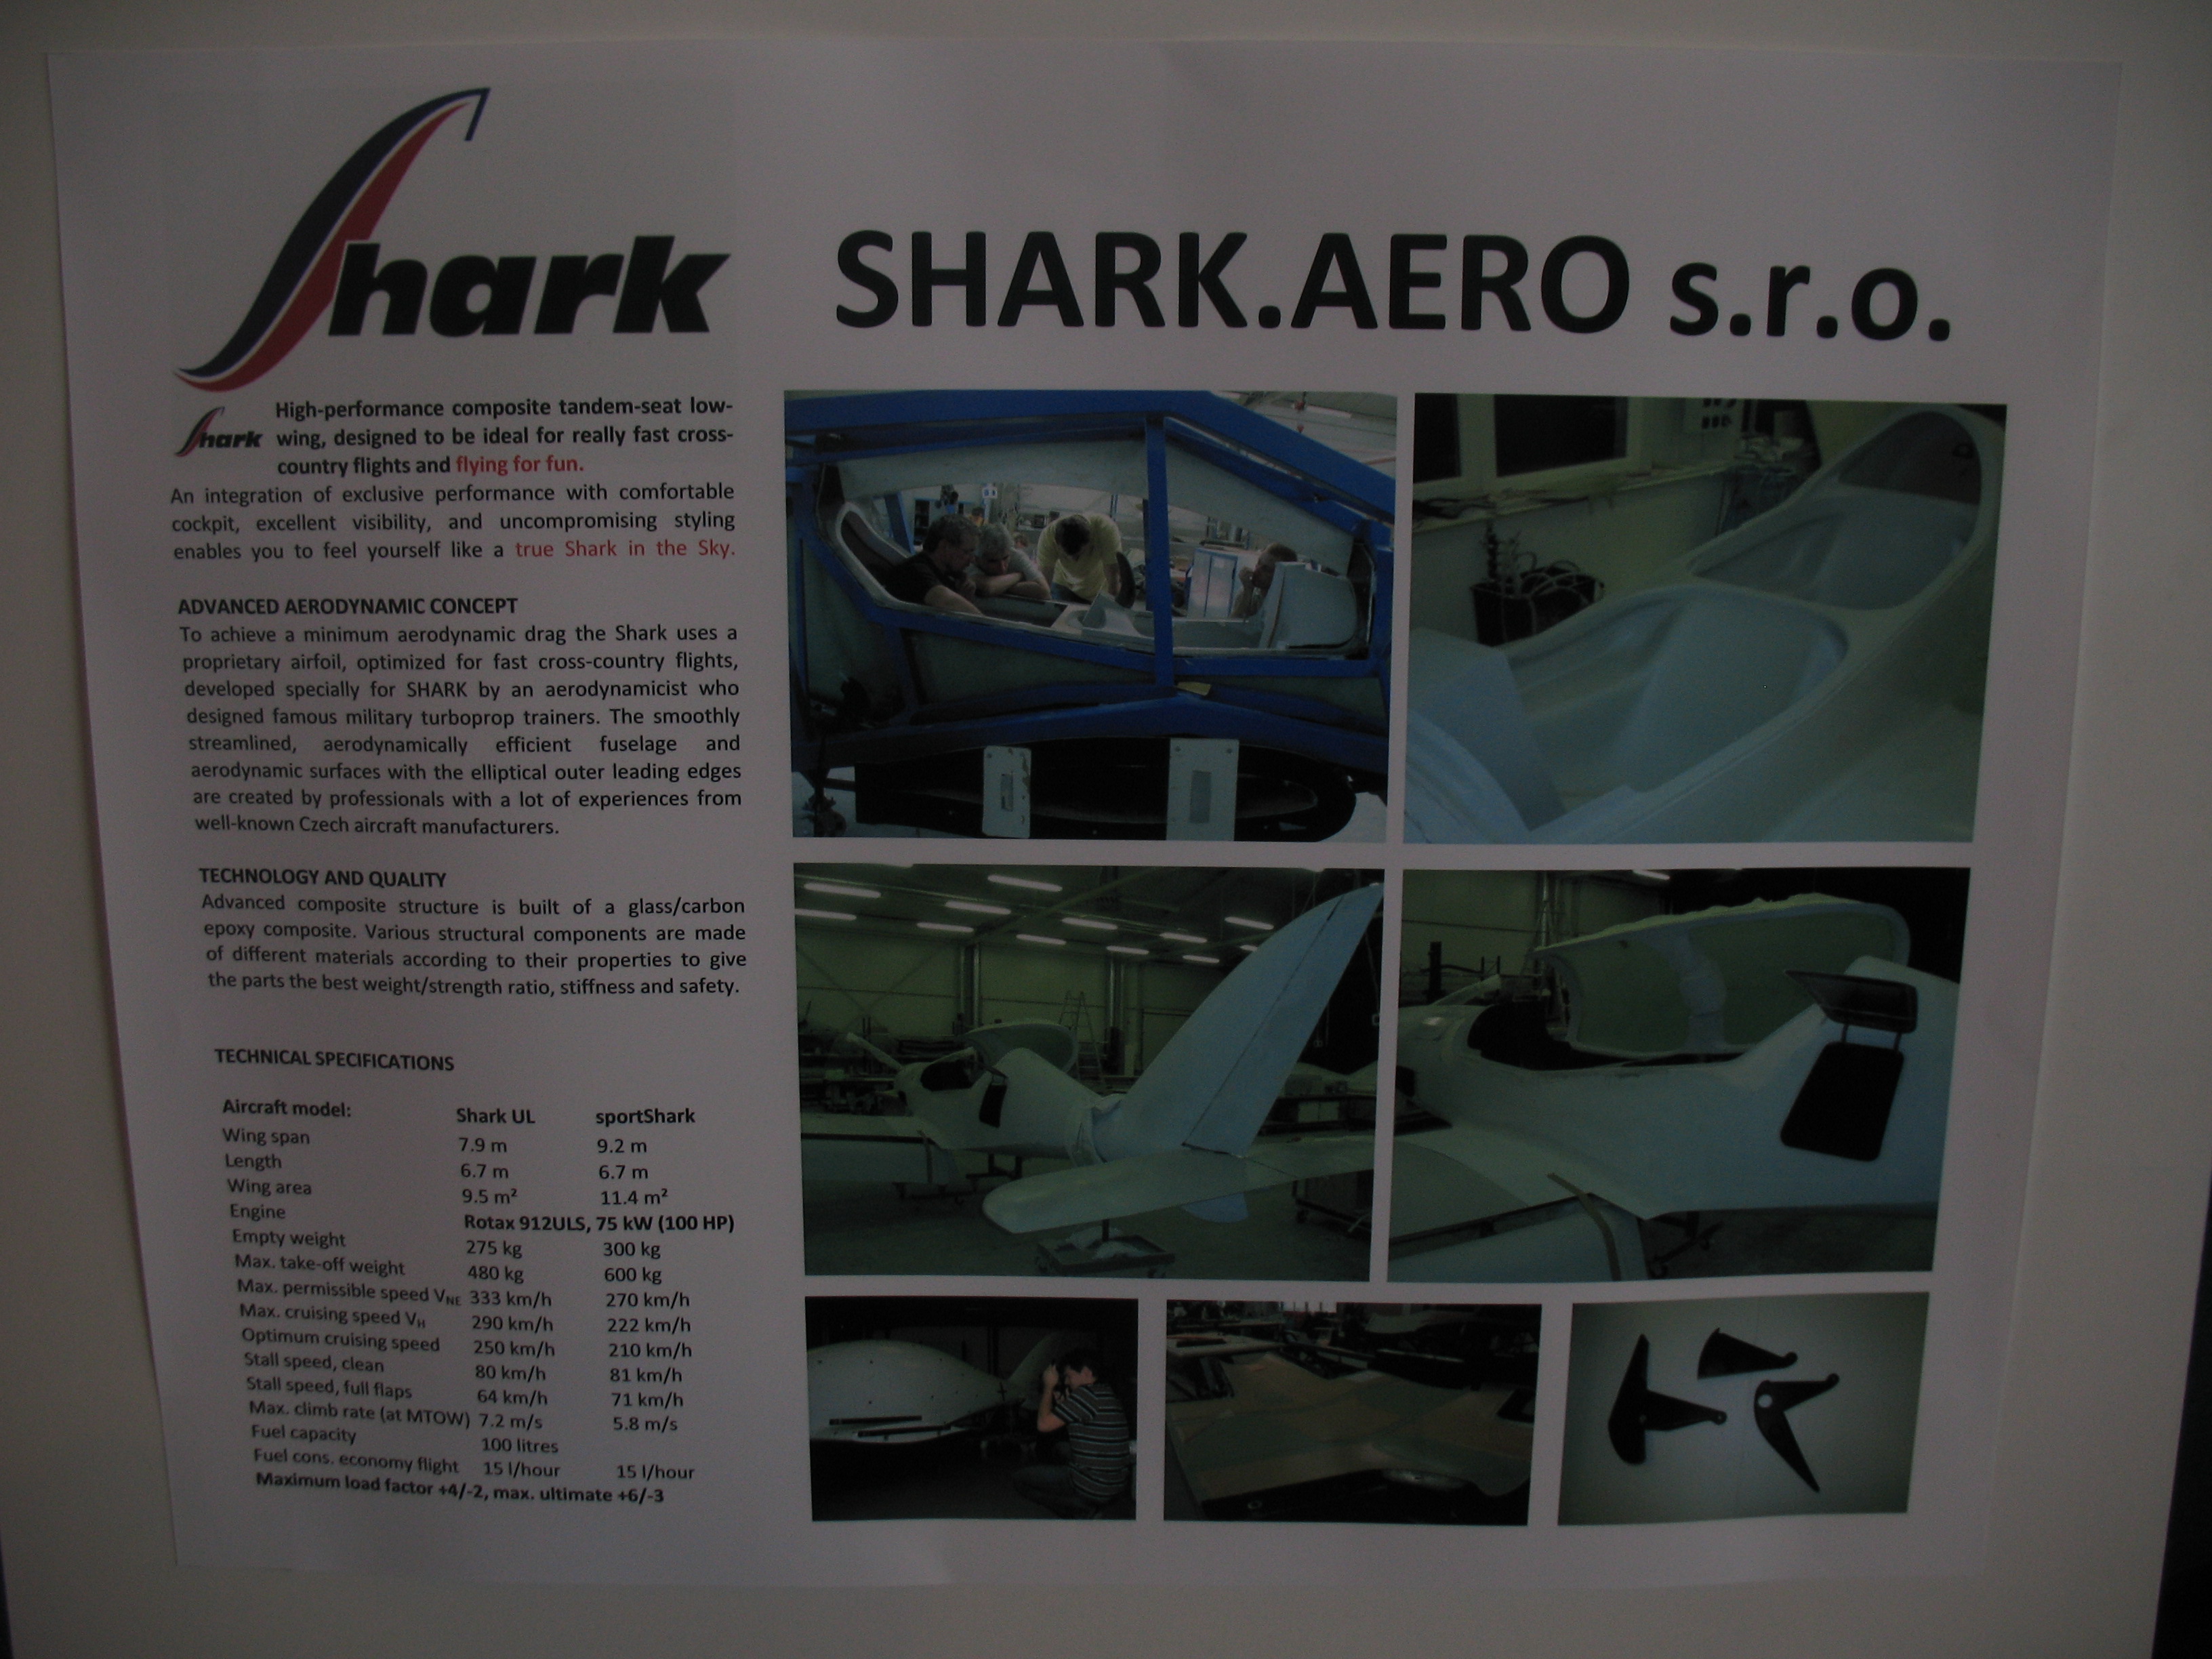 Shark
SHARK.AERO s.r.o.
Shark
High-performance composite tandem-seat low-
wing, designed to be ideal for really fast cross-
country flights and flying for fun.
An integration of exclusive performance with comfortable
cockpit, excellent visibility, and uncompromising styling
enables you to feel yourself like a true Shark in the Sky.
ADVANCED AERODYNAMIC CONCEPT
To achieve a minimum aerodynamic drag the Shark uses a
proprietary airfoil, optimized for fast cross-country flights,
developed specially for SHARK by an aerodynamicist who
designed famous military turboprop trainers. The smoothly
streamlined, aerodynamically efficient fuselage and
aerodynamic surfaces with the elliptical outer leading edges
are created by professionals with a lot of experiences from
well-known Czech aircraft manufacturers.
TECHNOLOGY AND QUALITY
Advanced composite structure is built of a glass/carbon
epoxy composite. Various structural components are made
of different materials according to their properties to give
the parts the best weight/strength ratio, stiffness and safety.
TECHNICAL SPECIFICATIONS
Aircraft model: Shark UL sportShark
Wing span 7.9 m 9.2 m
Length 6.7 m 6.7 m
Wing area 9.5 m² 11.4 m²
Engine Rotax 912ULS, 75 kW (100 HP)
Empty weight 275 kg 300 kg
Max. take-off weight 480 kg 600 kg
Max. permissible speed VNE 333 km/h 270 km/h
Max. cruising speed VH 290 km/h 222 km/h
Optimum cruising speed 250 km/h 210 km/h
Stall speed, clean 80 km/h 81 km/h
Stall speed, full flaps 64 km/h 71 km/h
Max. climb rate (at MTOW) 7.2 m/s 5.8 m/s
Fuel capacity 100 litres
Fuel cons. economy flight 15 l/hour 15 l/hour
Maximum load factor +4/-2, max. ultimate +6/-3